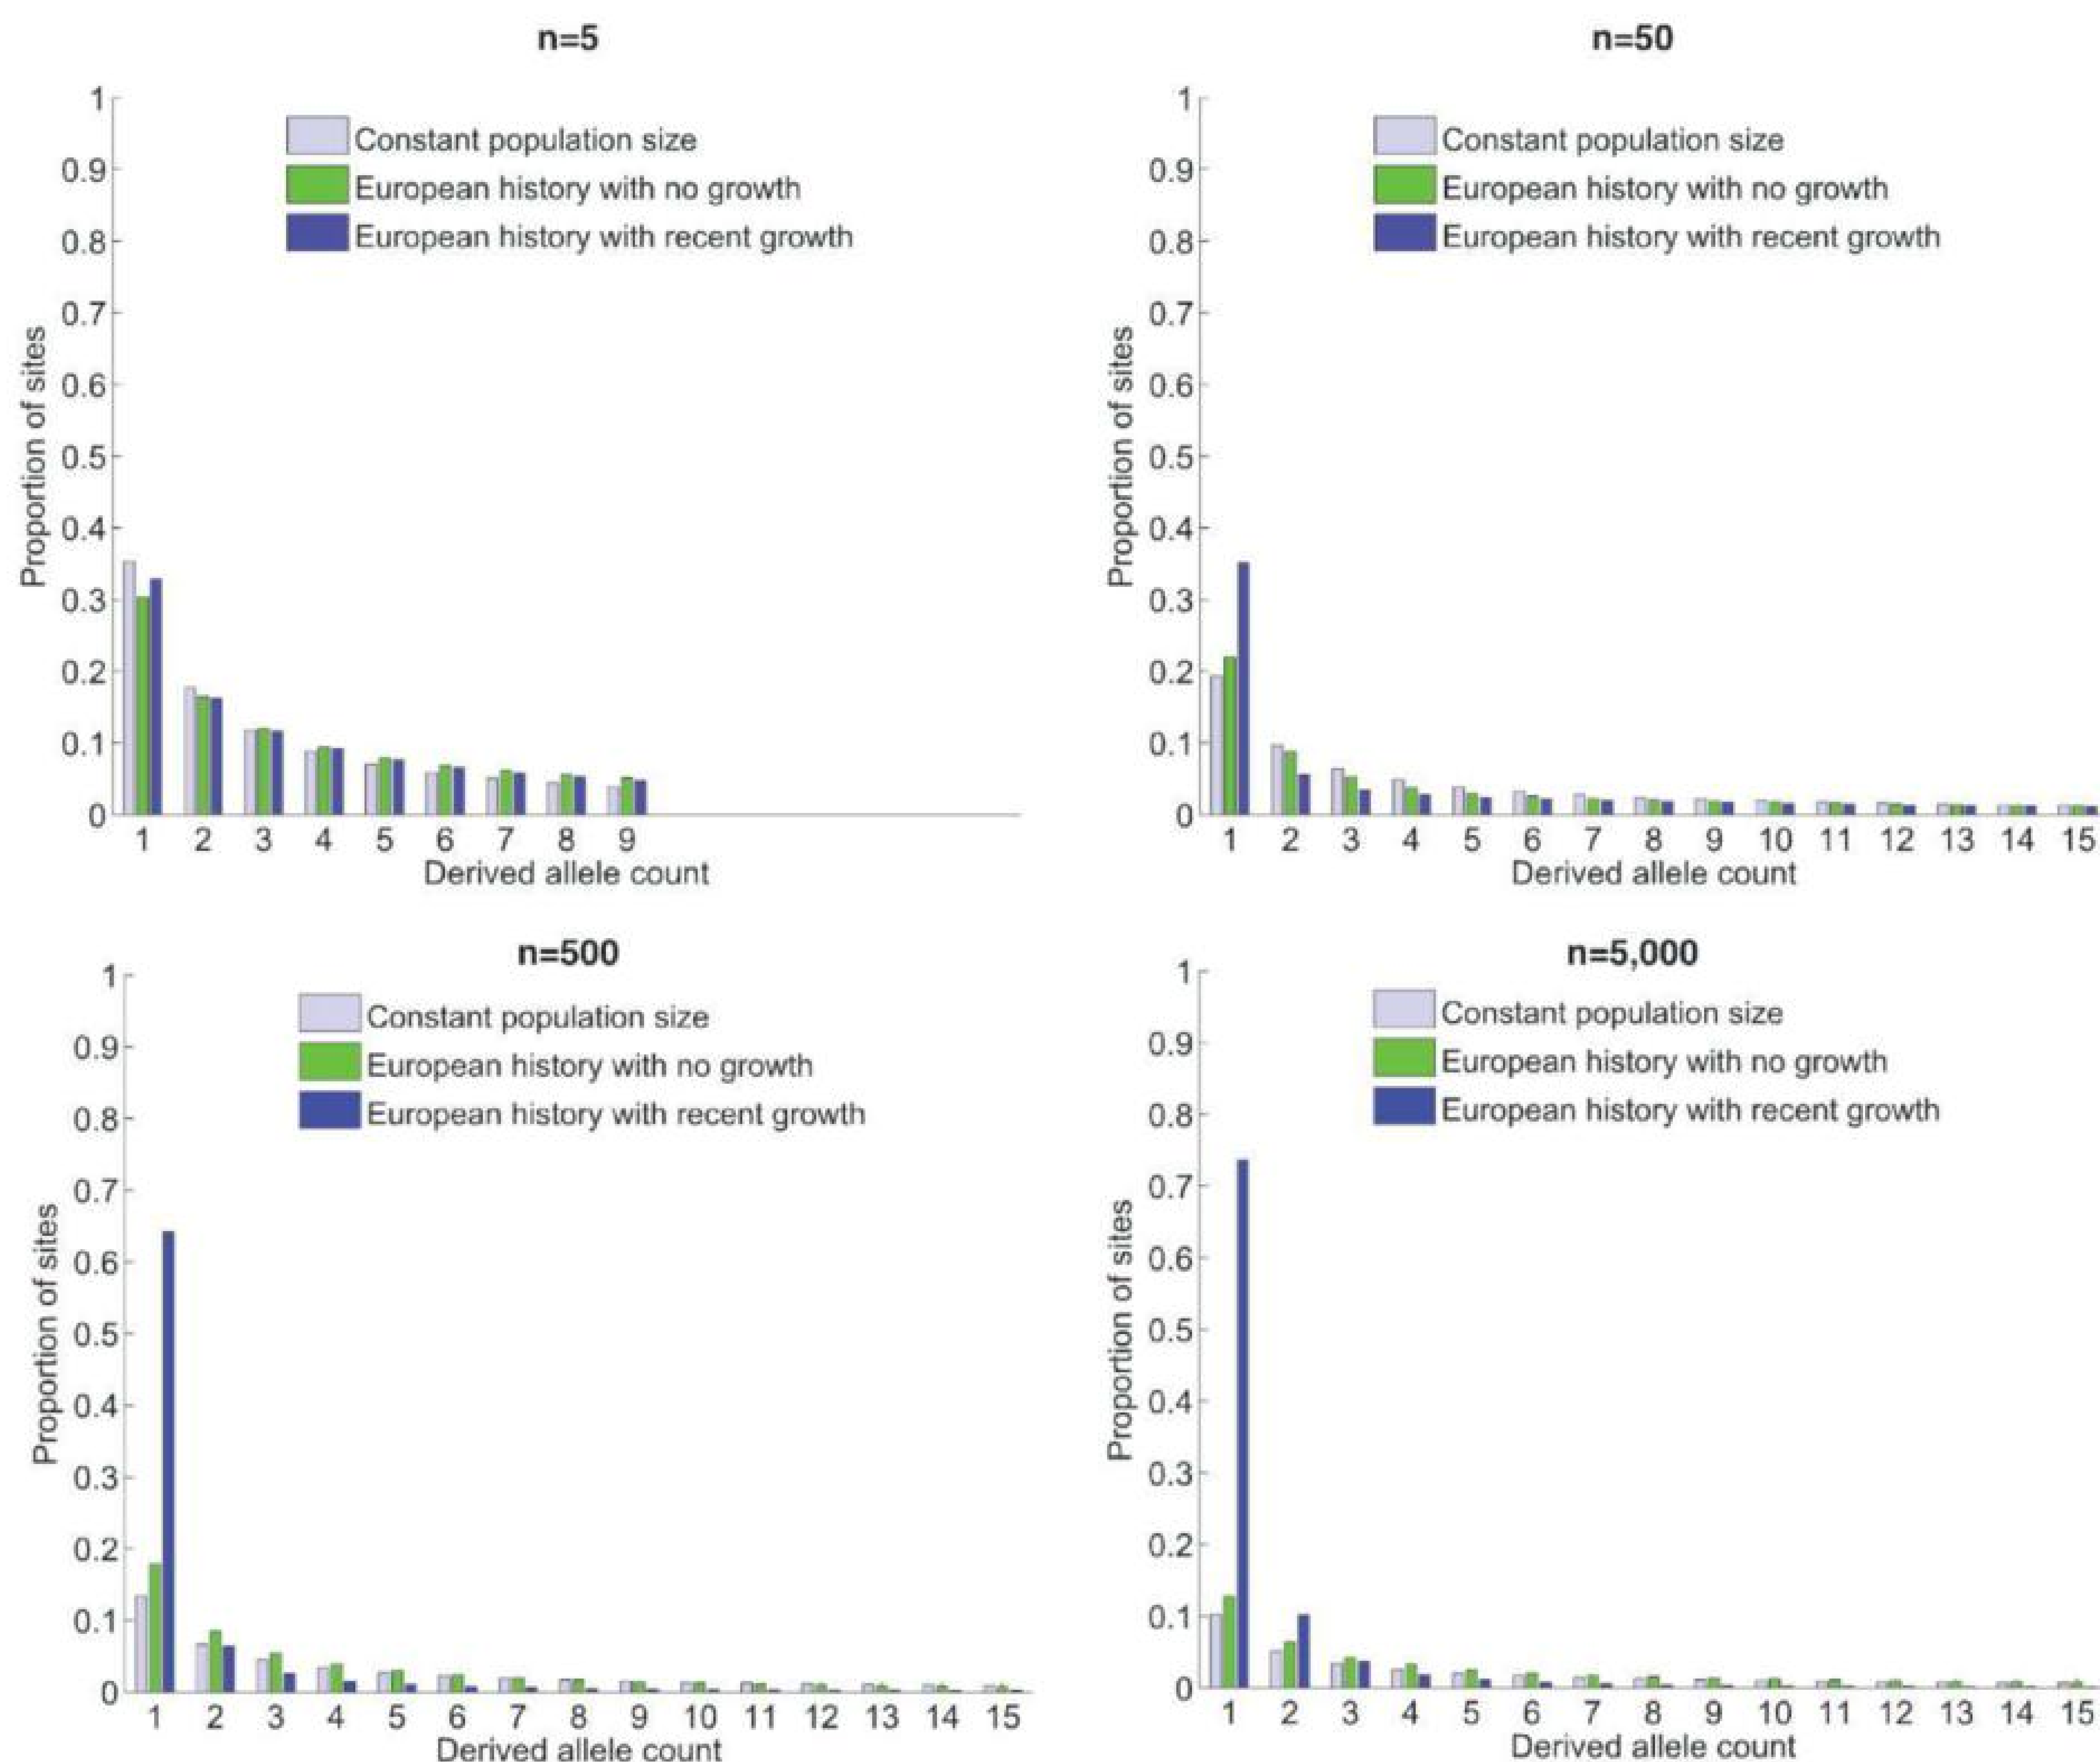 n=5
1
0.9
0.8
0.7
0.6
0.5
0.4
0.3
0.2
0.1
0
Proportion of sites
Constant population size
European history with no growth
European history with recent growth
1 2 3 4 5 6 7 8 9
Derived allele count
n=50
1
0.9
0.8
0.7
0.6
0.5
0.4
0.3
0.2
0.1
0
Proportion of sites
Constant population size
European history with no growth
European history with recent growth
1 2 3 4 5 6 7 8 9 10 11 12 13 14 15
Derived allele count
n=500
1
0.9
0.8
0.7
0.6
0.5
0.4
0.3
0.2
0.1
0
Proportion of sites
Constant population size
European history with no growth
European history with recent growth
1 2 3 4 5 6 7 8 9 10 11 12 13 14 15
Derived allele count
n=5,000
1
0.9
0.8
0.7
0.6
0.5
0.4
0.3
0.2
0.1
0
Proportion of sites
Constant population size
European history with no growth
European history with recent growth
1 2 3 4 5 6 7 8 9 10 11 12 13 14 15
Derived allele count